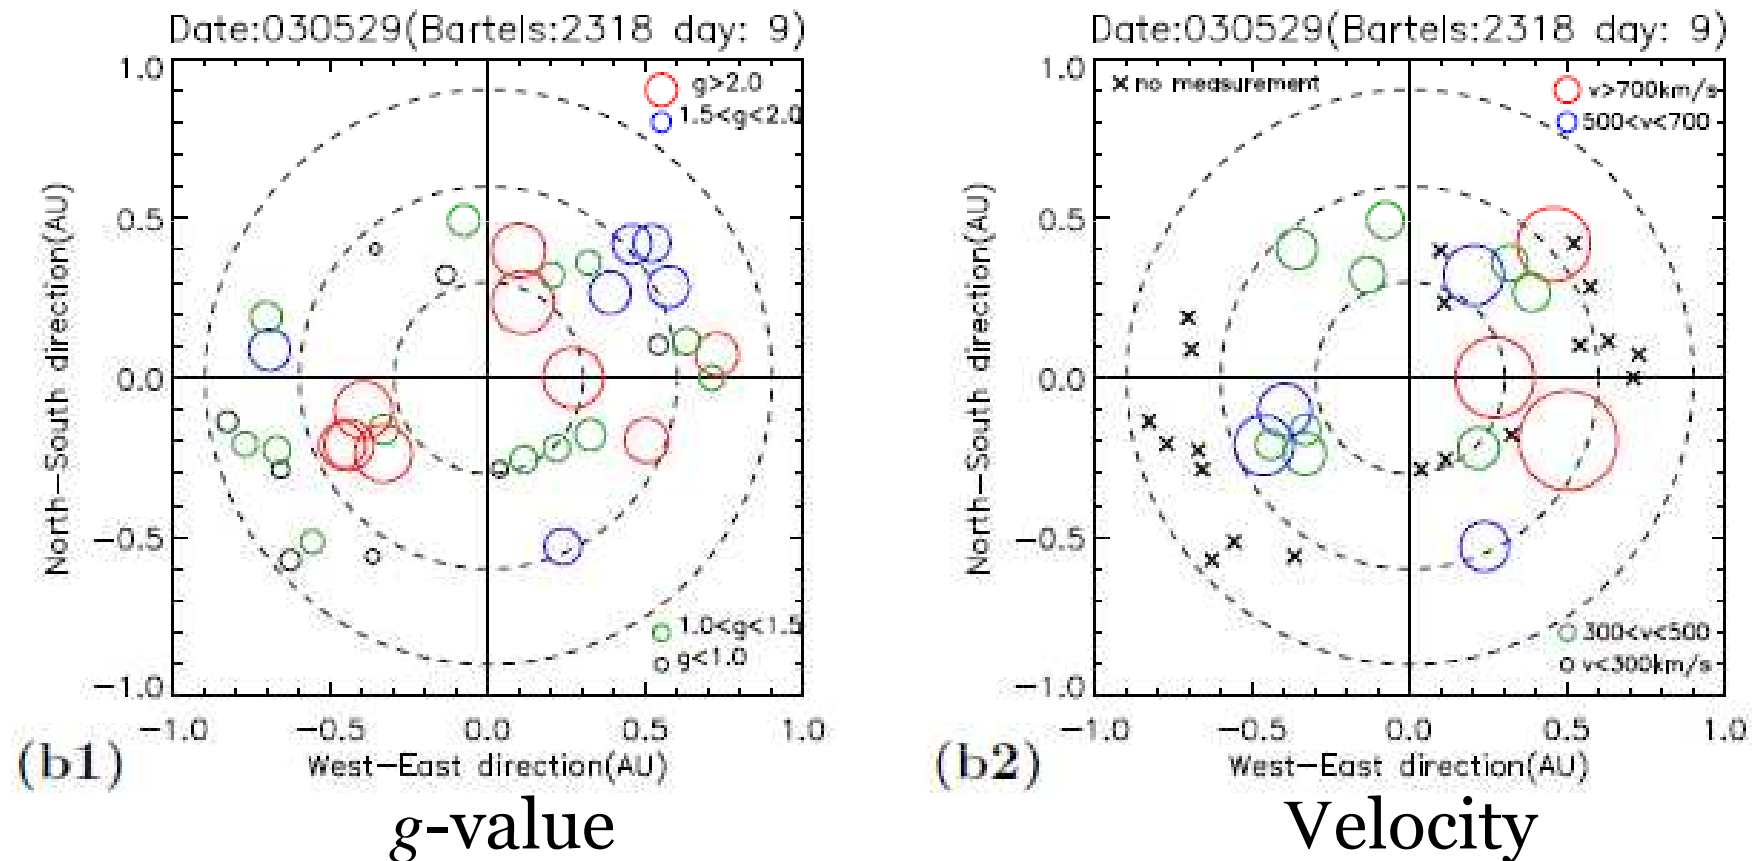 Date:030529(Bartels:2318 day: 9)
1.0
g>2.0
1.5<g<2.0
0.5
0.0
−0.5
−1.0
1.0<g<1.5
g<1.0
−1.0 −0.5 0.0 0.5 1.0
North−South direction(AU)
West−East direction(AU)
(b1)
g-value
Date:030529(Bartels:2318 day: 9)
1.0
× no measurement
v>700km/s
500<v<700
0.5
0.0
−0.5
−1.0
300<v<500
v<300km/s
−1.0 −0.5 0.0 0.5 1.0
North−South direction(AU)
West−East direction(AU)
(b2)
Velocity